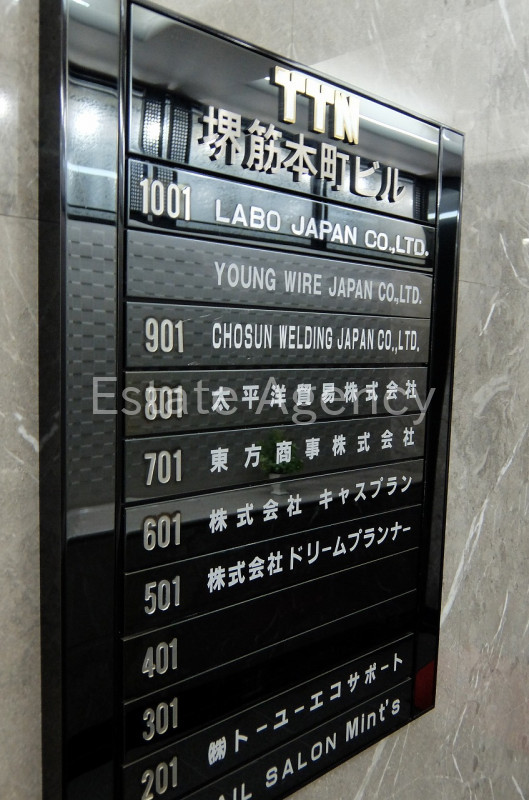 TTN
堺筋本町ビル
1001 LABO JAPAN CO.,LTD.
YOUNG WIRE JAPAN CO.,LTD.
901 CHOSUN WELDING JAPAN CO.,LTD.
801 太平洋貿易株式会社
Estate Agency
701 東方商事株式会社
601 株式会社 キャスプラン
501 株式会社ドリームプランナー
401
301 ㈱トーユーエコサポート
201 AIL SALON Mint's